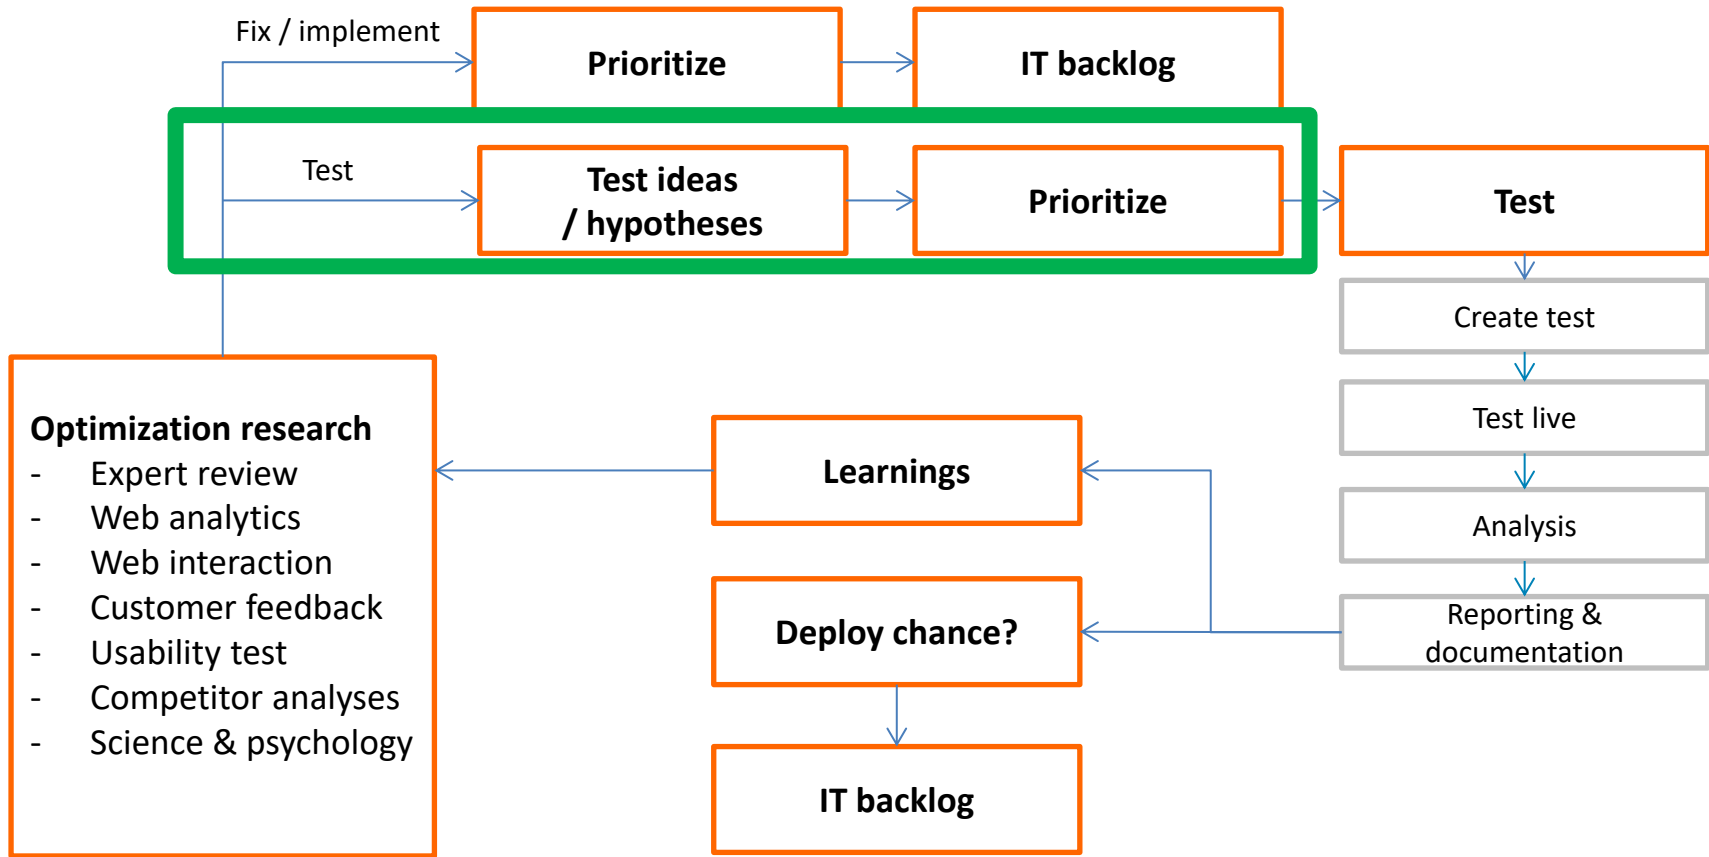 Fix / implement
Prioritize
IT backlog
Test
Test ideas
/ hypotheses
Prioritize
Test
Create test
Test live
Analysis
Reporting &
documentation
Optimization research
- Expert review
- Web analytics
- Web interaction
- Customer feedback
- Usability test
- Competitor analyses
- Science & psychology
Learnings
Deploy chance?
IT backlog